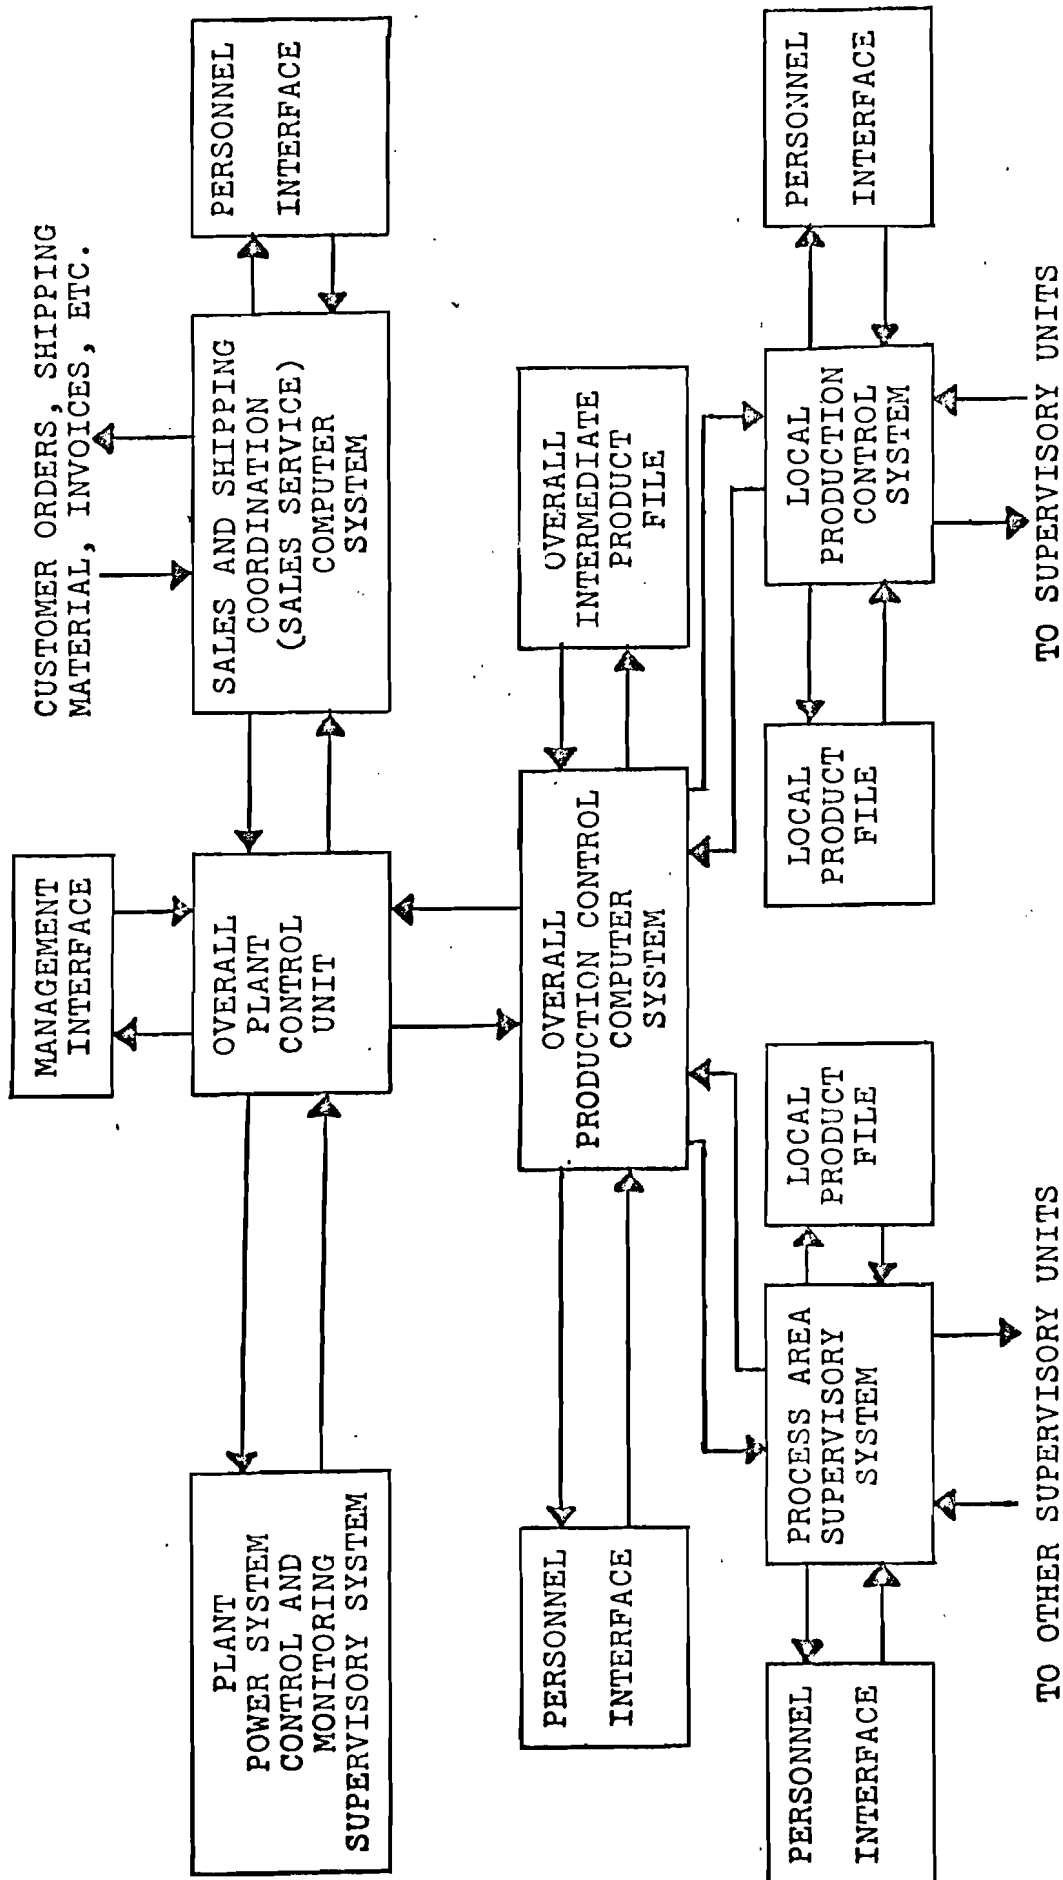 MANAGEMENT
INTERFACE
CUSTOMER ORDERS, SHIPPING
MATERIAL, INVOICES, ETC.
PLANT
POWER SYSTEM
CONTROL AND
MONITORING
SUPERVISORY SYSTEM
OVERALL
PLANT
CONTROL
UNIT
SALES AND SHIPPING
COORDINATION
(SALES SERVICE)
COMPUTER
SYSTEM
PERSONNEL
INTERFACE
PERSONNEL
INTERFACE
OVERALL
PRODUCTION CONTROL
COMPUTER
SYSTEM
OVERALL
INTERMEDIATE
PRODUCT
FILE
PERSONNEL
INTERFACE
PROCESS AREA
SUPERVISORY
SYSTEM
LOCAL
PRODUCT
FILE
LOCAL
PRODUCT
FILE
LOCAL
PRODUCTION
CONTROL
SYSTEM
PERSONNEL
INTERFACE
TO OTHER SUPERVISORY UNITS
TO SUPERVISORY UNITS